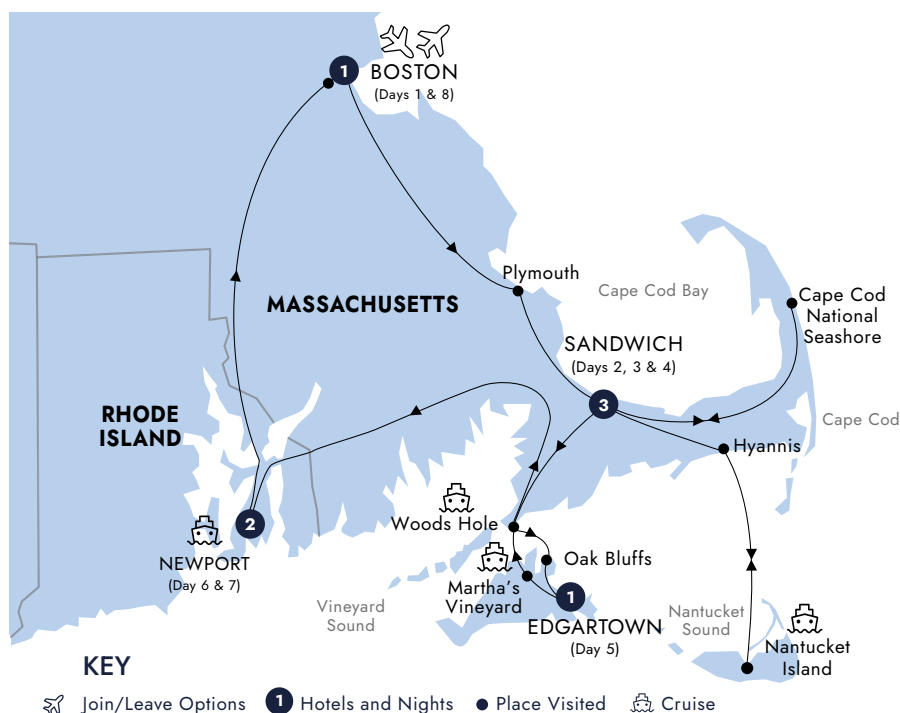 1
BOSTON
(Days 1 & 8)
Plymouth
Cape Cod Bay
MASSACHUSETTS
Cape Cod
National
Seashore
SANDWICH
(Days 2, 3 & 4)
3
RHODE
ISLAND
Cape Cod
Hyannis
Woods Hole
2
NEWPORT
(Day 6 & 7)
Oak Bluffs
Martha's
Vineyard
1
EDGARTOWN
(Day 5)
Vineyard
Sound
Nantucket
Sound
Nantucket
Island
KEY
Join/Leave Options
1 Hotels and Nights
Place Visited
Cruise